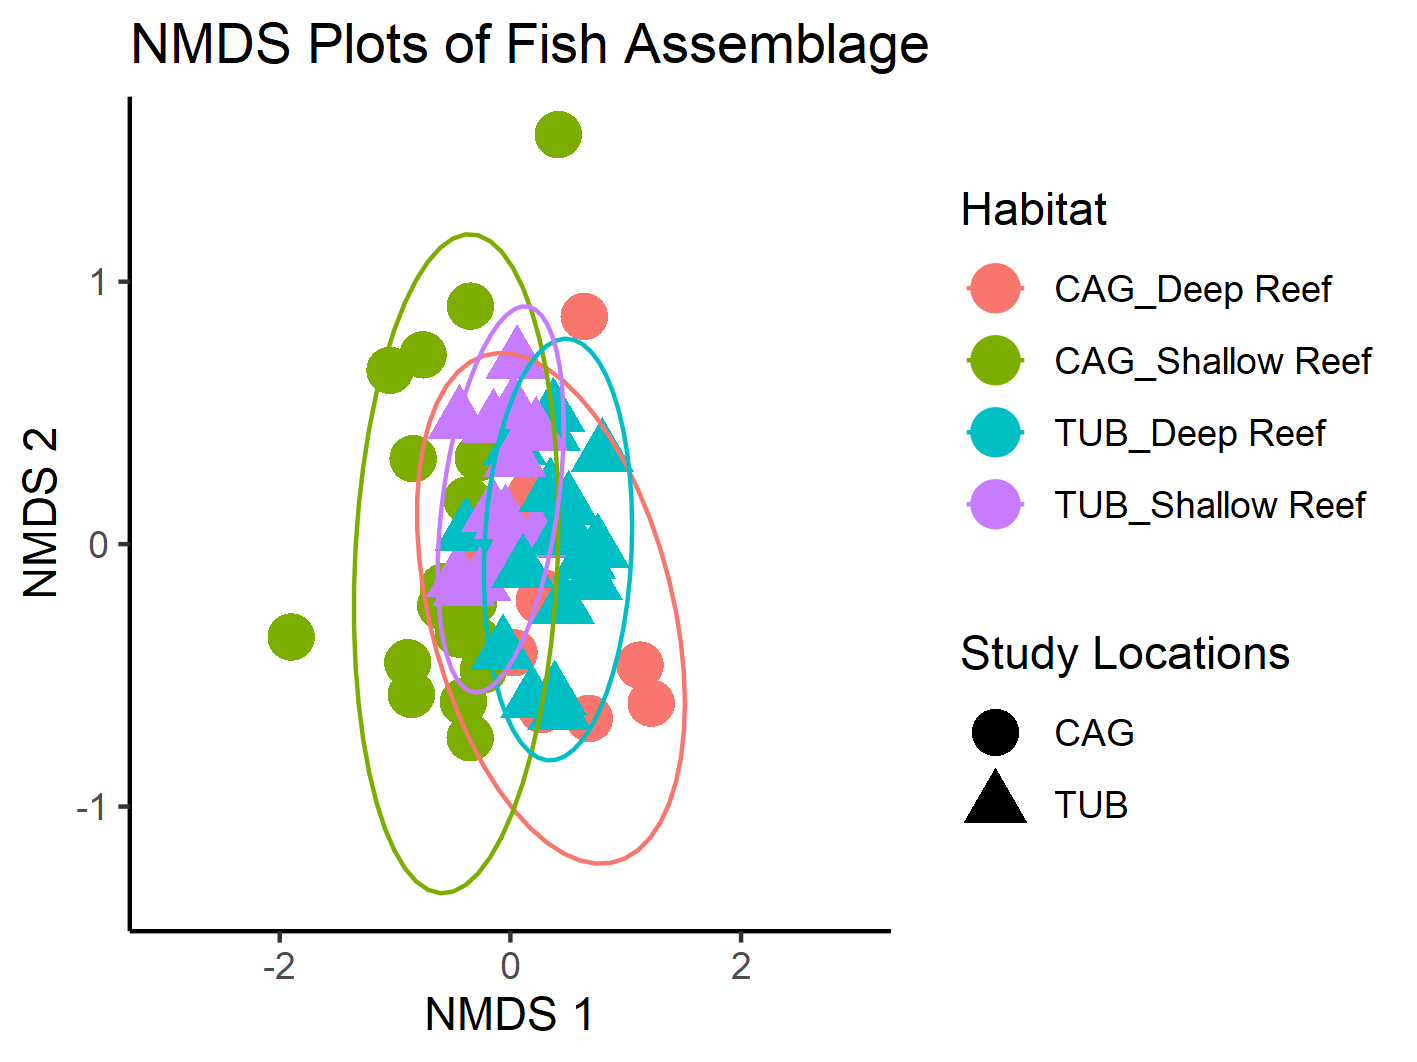 NMDS Plots of Fish Assemblage
NMDS 2
1
0
-1
-2
0
2
NMDS 1
Habitat
CAG_Deep Reef
CAG_Shallow Reef
TUB_Deep Reef
TUB_Shallow Reef
Study Locations
CAG
TUB